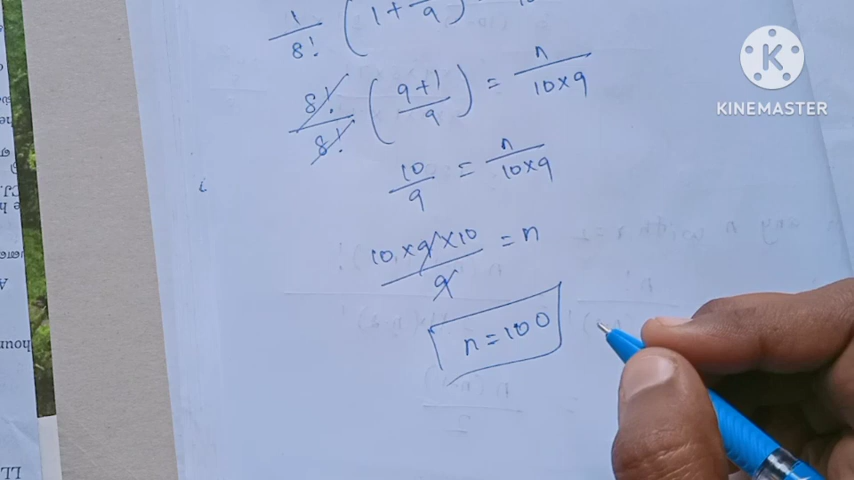 1/8! (1 + /9)
8!/8! (9+1/9) = n/10×9
10/9 = n/10×9
10×9×10/9 = n
n = 100
KINEMASTER